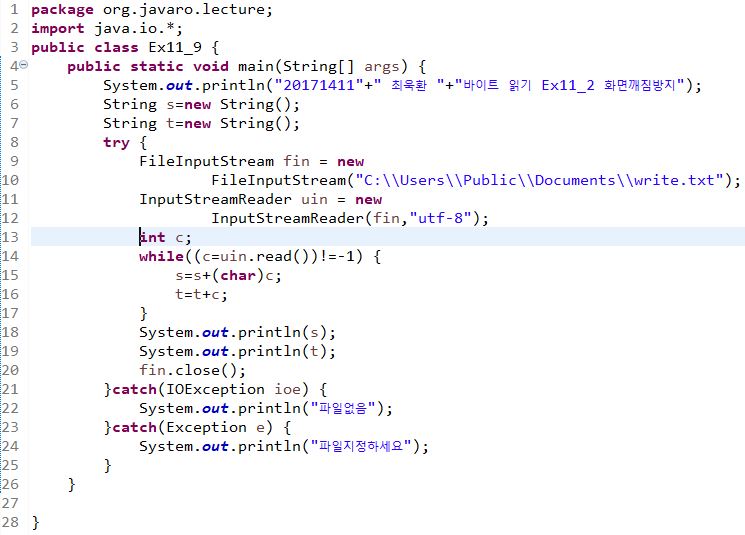 1 package org.javaro.lecture;
2 import java.io.*;
3 public class Ex11_9 {
4     public static void main(String[] args) {
5         System.out.println("20171411"+" 최욱환 "+"바이트 읽기 Ex11_2 화면깨짐방지");
6         String s=new String();
7         String t=new String();
8         try {
9             FileInputStream fin = new
10                     FileInputStream("C:\\Users\\Public\\Documents\\write.txt");
11             InputStreamReader uin = new
12                     InputStreamReader(fin,"utf-8");
13             int c;
14             while((c=uin.read())!=-1) {
15                 s=s+(char)c;
16                 t=t+c;
17             }
18             System.out.println(s);
19             System.out.println(t);
20             fin.close();
21         }catch(IOException ioe) {
22             System.out.println("파일없음");
23         }catch(Exception e) {
24             System.out.println("파일지정하세요");
25         }
26     }
27
28 }